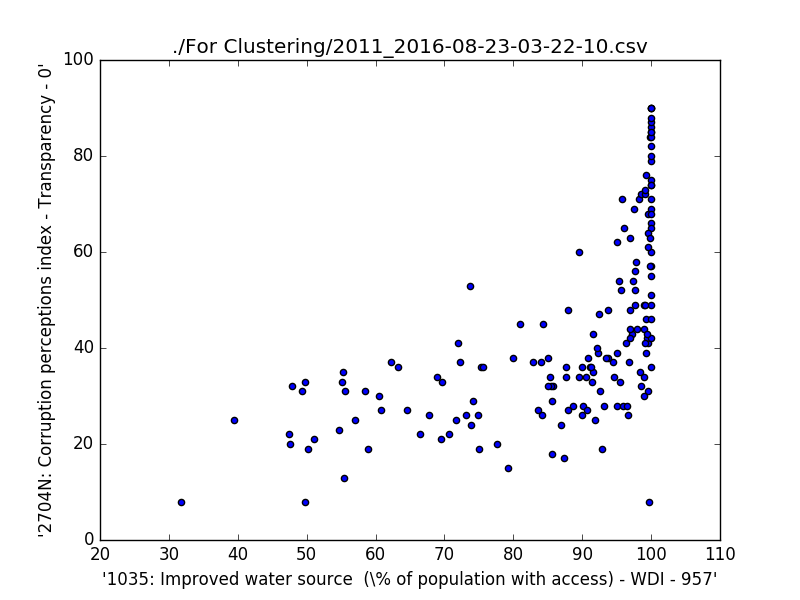 ./For Clustering/2011_2016-08-23-03-22-10.csv
100
80
60
40
20
0
'2704N: Corruption perceptions index - Transparency - 0'
20 30 40 50 60 70 80 90 100 110
'1035: Improved water source  (\% of population with access) - WDI - 957'